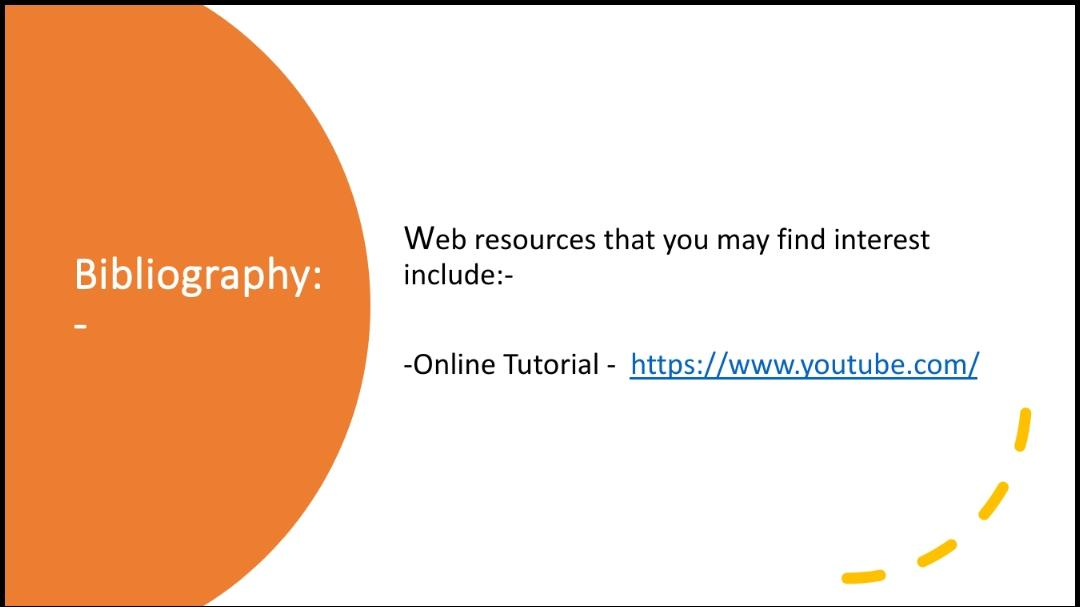 Bibliography:
-
Web resources that you may find interest
include:-
-Online Tutorial - https://www.youtube.com/